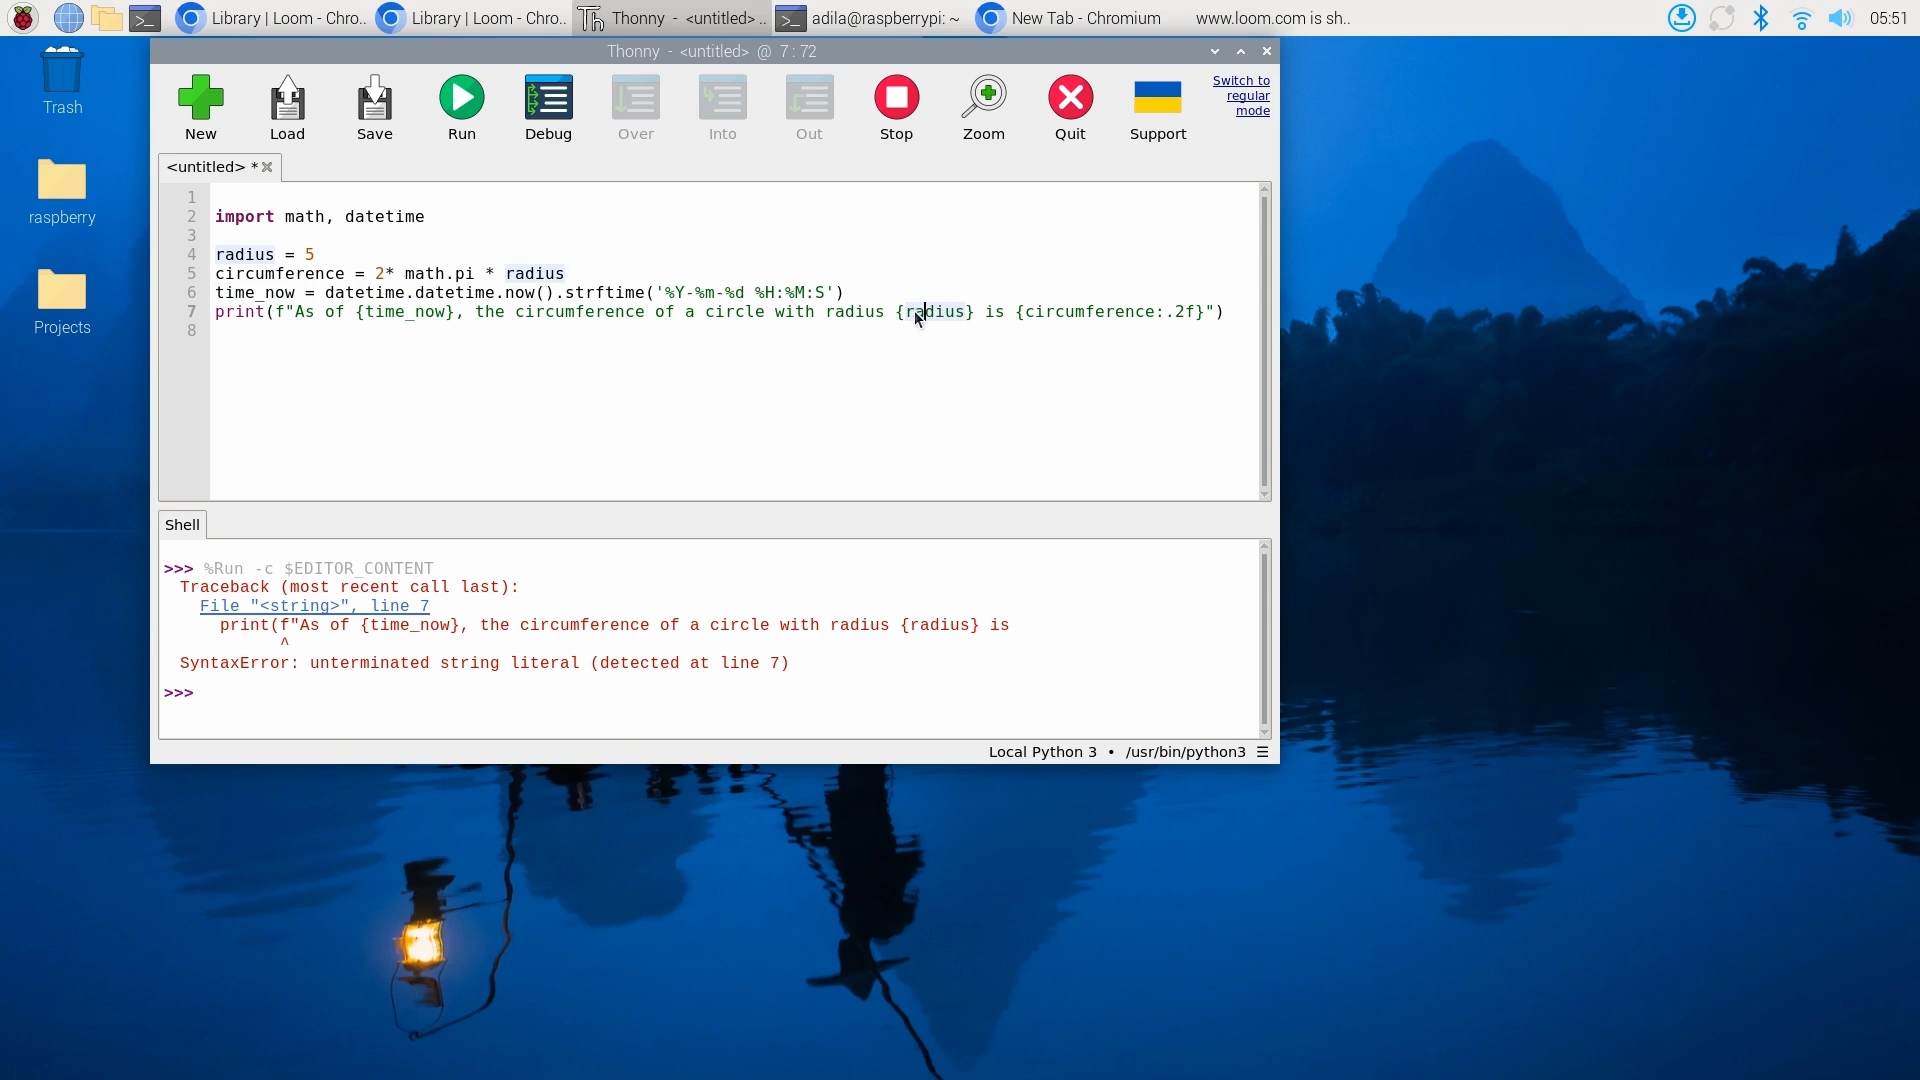 Library | Loom - Chro..
Library | Loom - Chro..
Th
Thonny - <untitled> ..
adila@raspberrypi: ~
New Tab - Chromium
www.loom.com is sh..
05:51
Trash
raspberry
Projects
Thonny - <untitled> @ 7 : 72
New
Load
Save
Run
Debug
Over
Into
Out
Stop
Zoom
Quit
Support
Switch to
regular
mode
<untitled> *
1
2 import math, datetime
3
4 radius = 5
5 circumference = 2* math.pi * radius
6 time_now = datetime.datetime.now().strftime('%Y-%m-%d %H:%M:S')
7 print(f"As of {time_now}, the circumference of a circle with radius {radius} is {circumference:.2f}")
8
Shell
>>> %Run -c $EDITOR_CONTENT
Traceback (most recent call last):
File "<string>", line 7
print(f"As of {time_now}, the circumference of a circle with radius {radius} is
^
SyntaxError: unterminated string literal (detected at line 7)
>>>
Local Python 3 • /usr/bin/python3 ☰